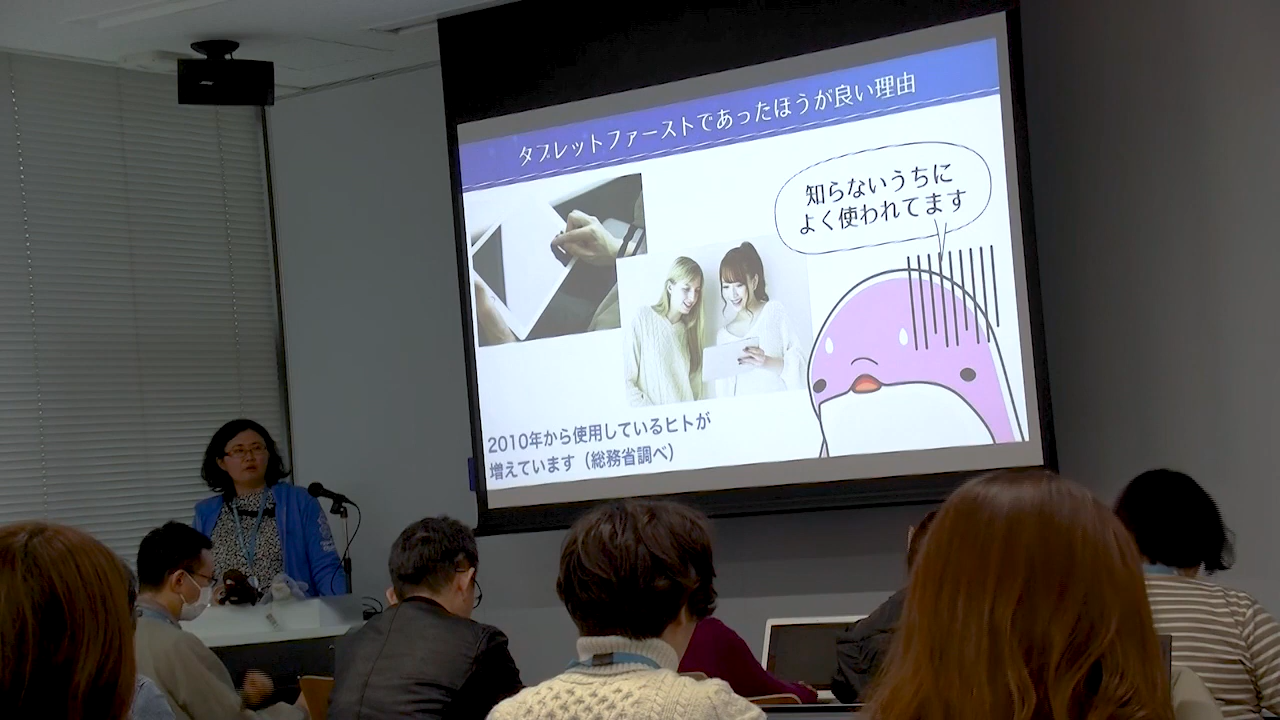 タブレットファーストであったほうが良い理由
知らないうちに
よく使われてます
2010年から使用しているヒトが
増えています（総務省調べ）